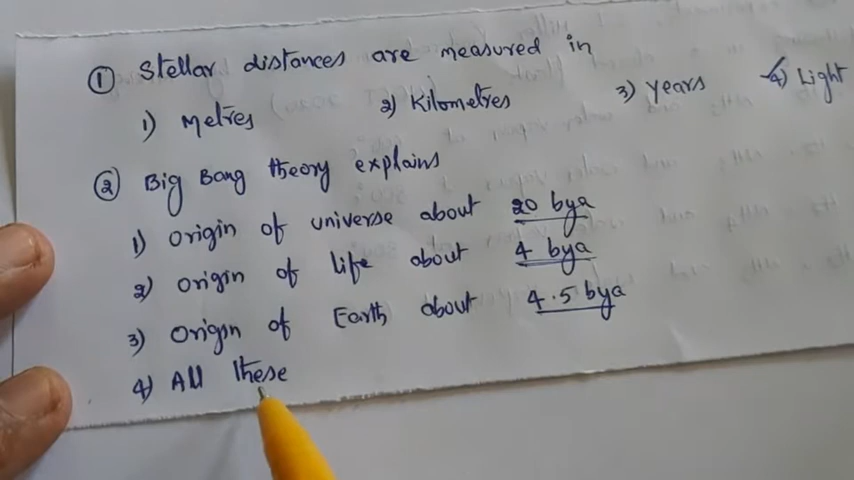 ① Stellar distances are measured in
1) Metres 2) Kilometres 3) Years 4) Light
② Big Bang theory explains
1) Origin of universe about 20 bya
2) Origin of life about 4 bya
3) Origin of Earth about 4.5 bya
4) All these